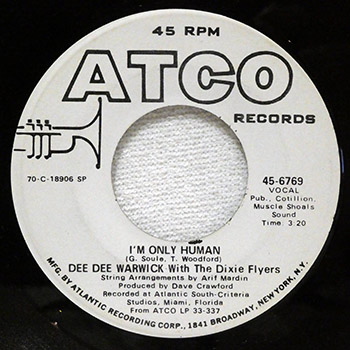 45 RPM
ATCO
RECORDS
70-C-18906 SP
45-6769
VOCAL
Pub., Cotillion,
Muscle Shoals
Sound
Time: 3:20
I'M ONLY HUMAN
(G. Soule, T. Woodford)
DEE DEE WARWICK With The Dixie Flyers
String Arrangements by Arif Mardin
Produced by Dave Crawford
Recorded at Atlantic South-Criteria
Studios, Miami, Florida
From ATCO LP 33-337
MFG. BY ATLANTIC RECORDING CORP., 1841 BROADWAY, NEW YORK, N.Y.